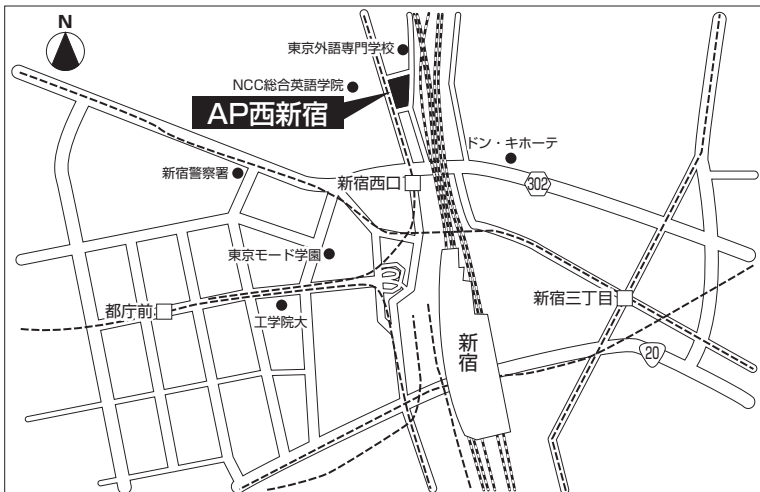 N
東京外語専門学校
NCC総合英語学院
AP西新宿
ドン・キホーテ
新宿警察署
新宿西口
302
東京モード学園
都庁前
工学院大
新宿三丁目
新宿
20